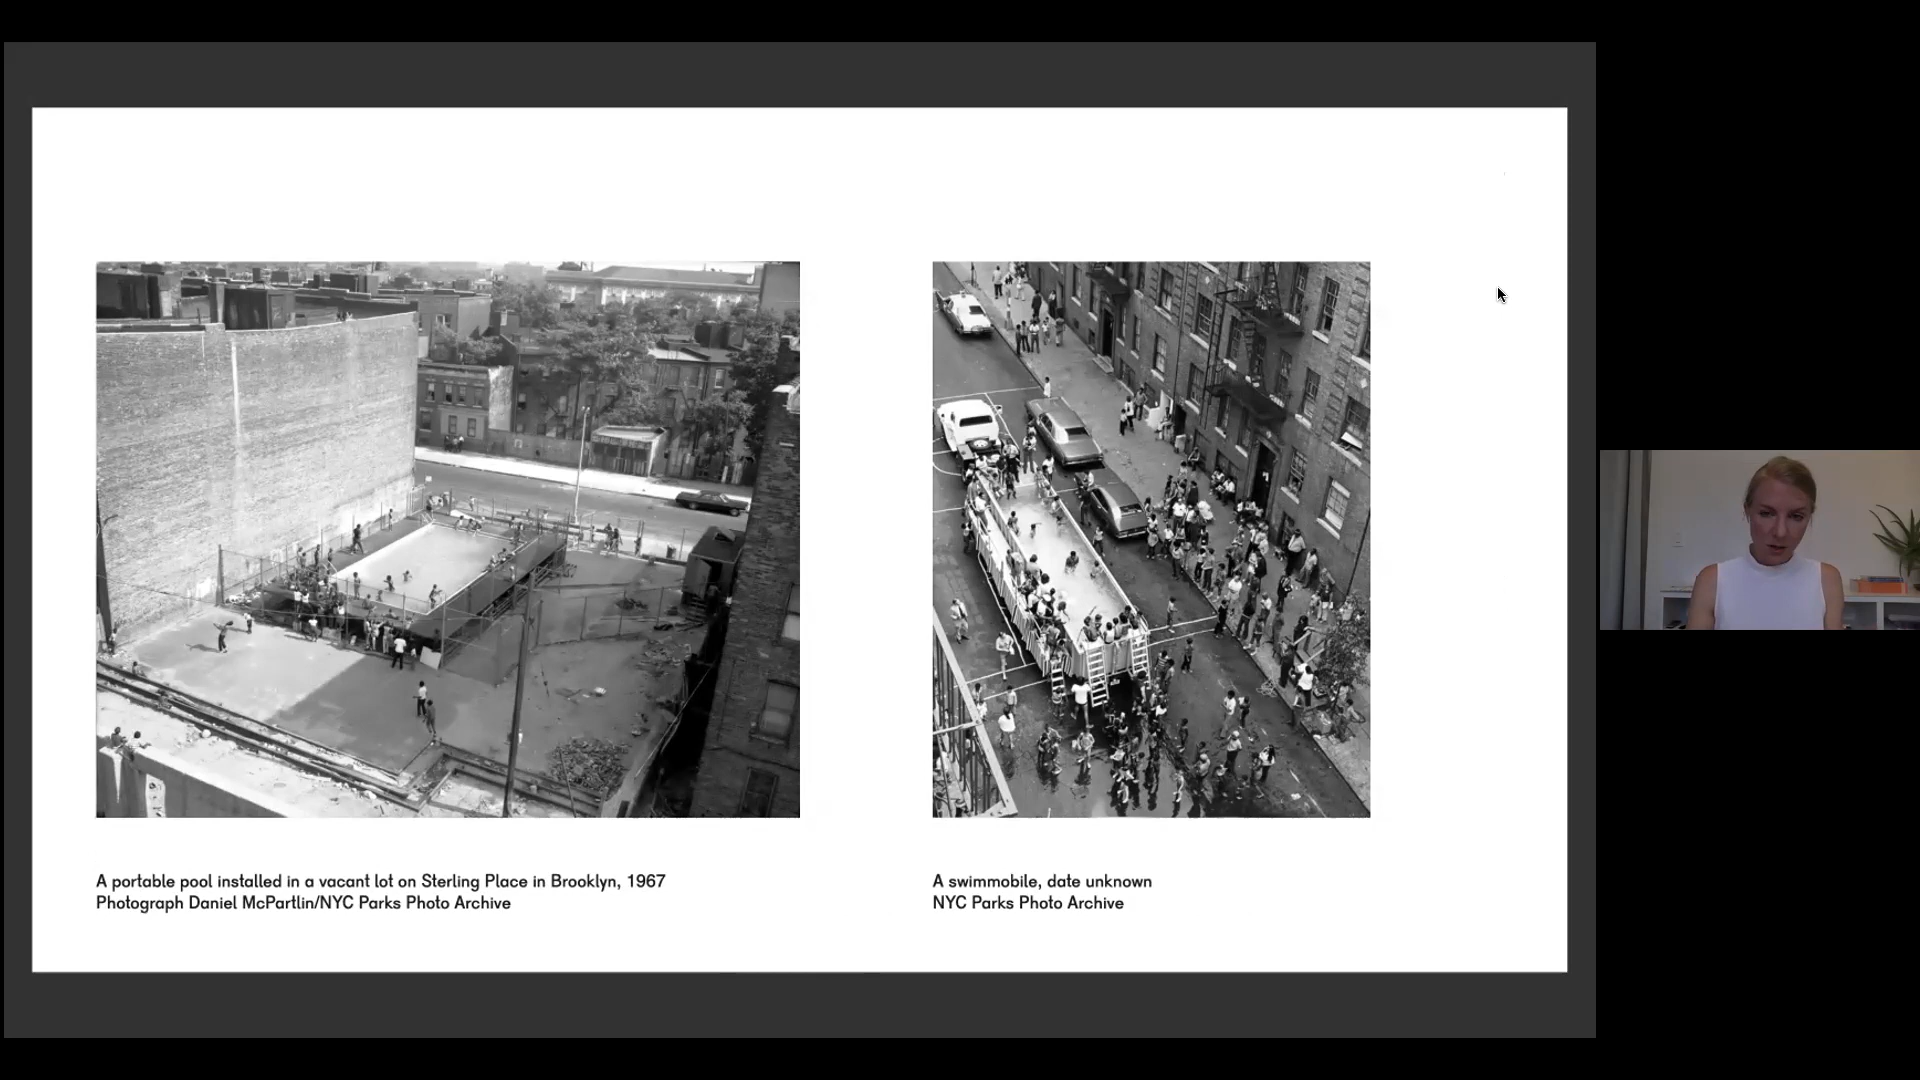 A portable pool installed in a vacant lot on Sterling Place in Brooklyn, 1967
Photograph Daniel McPartlin/NYC Parks Photo Archive
A swimmobile, date unknown
NYC Parks Photo Archive